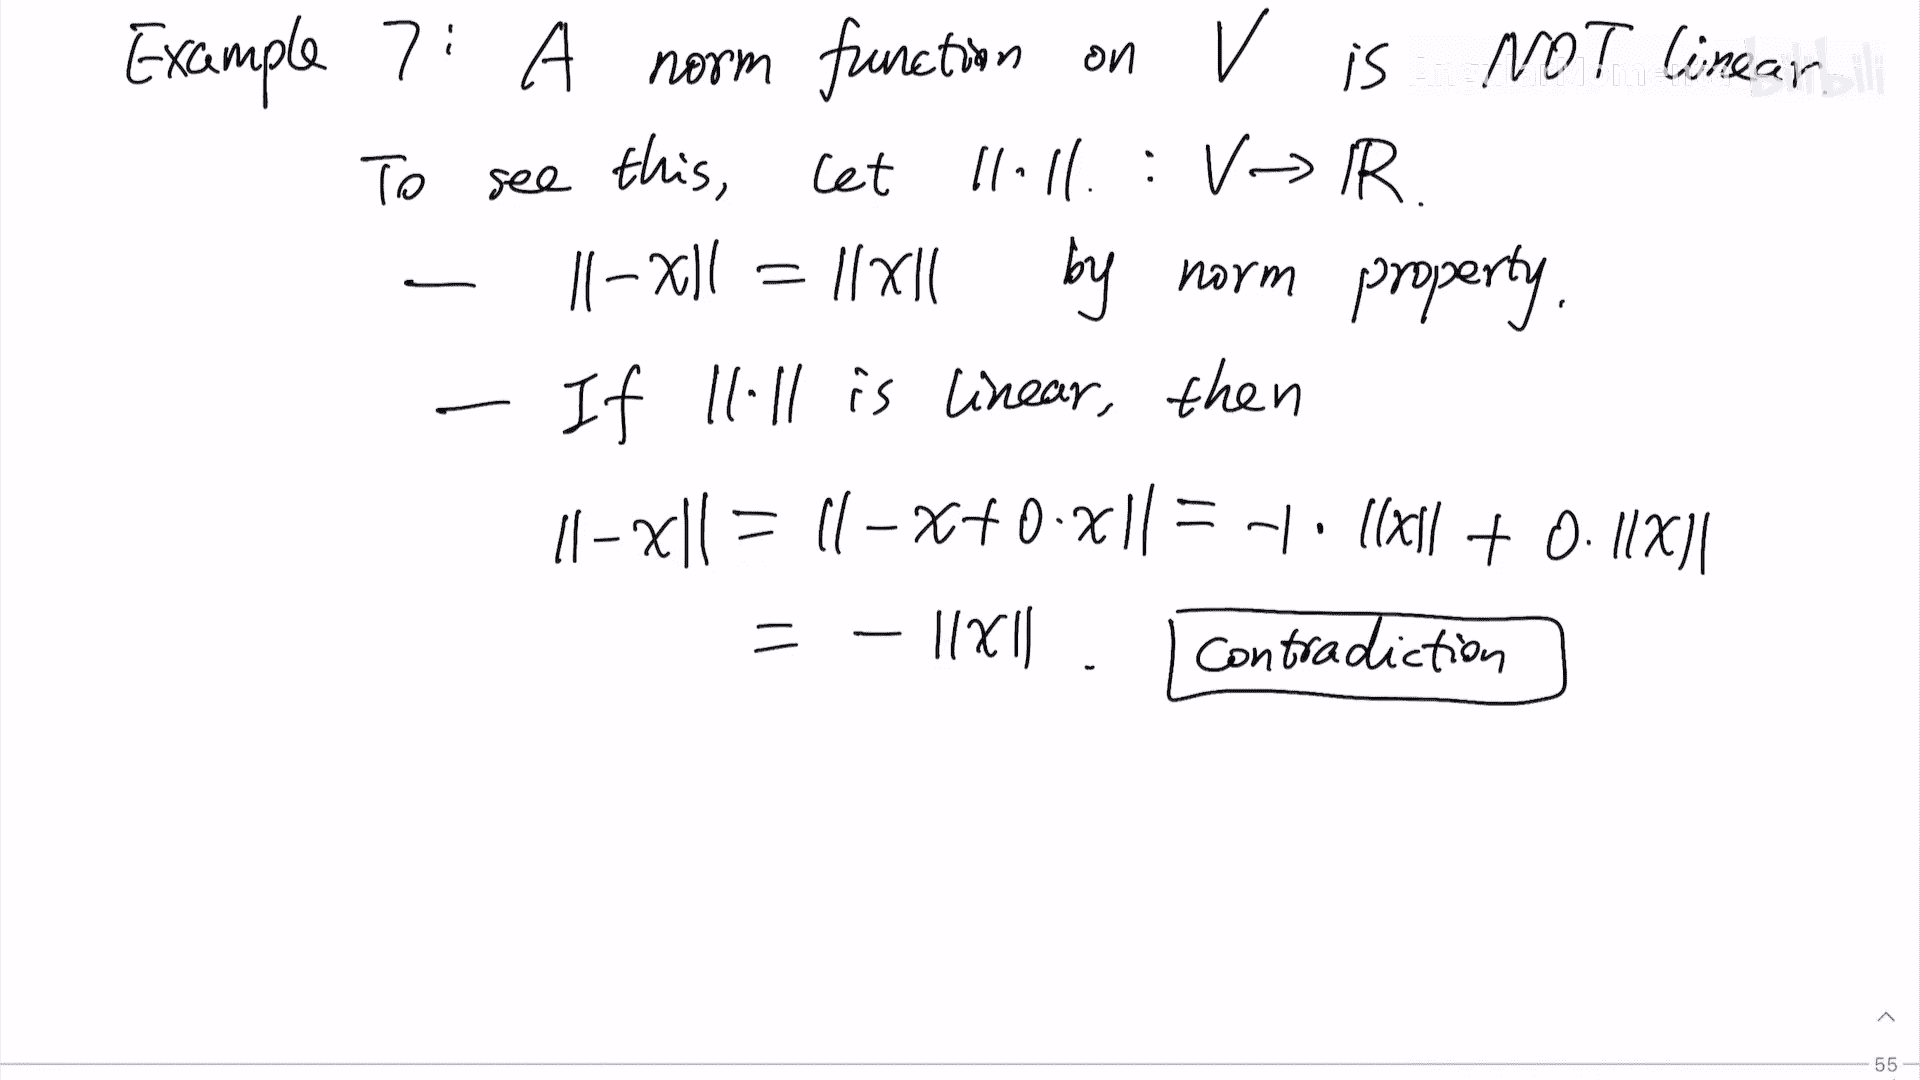 Example 7: A norm function on V is NOT linear.
To see this, let ||·|| : V → ℝ.
— ||-x|| = ||x|| by norm property.
— If ||·|| is linear, then
||-x|| = ||-x+0·x|| = -1·||x|| + 0·||x||
= -||x||. Contradiction
55